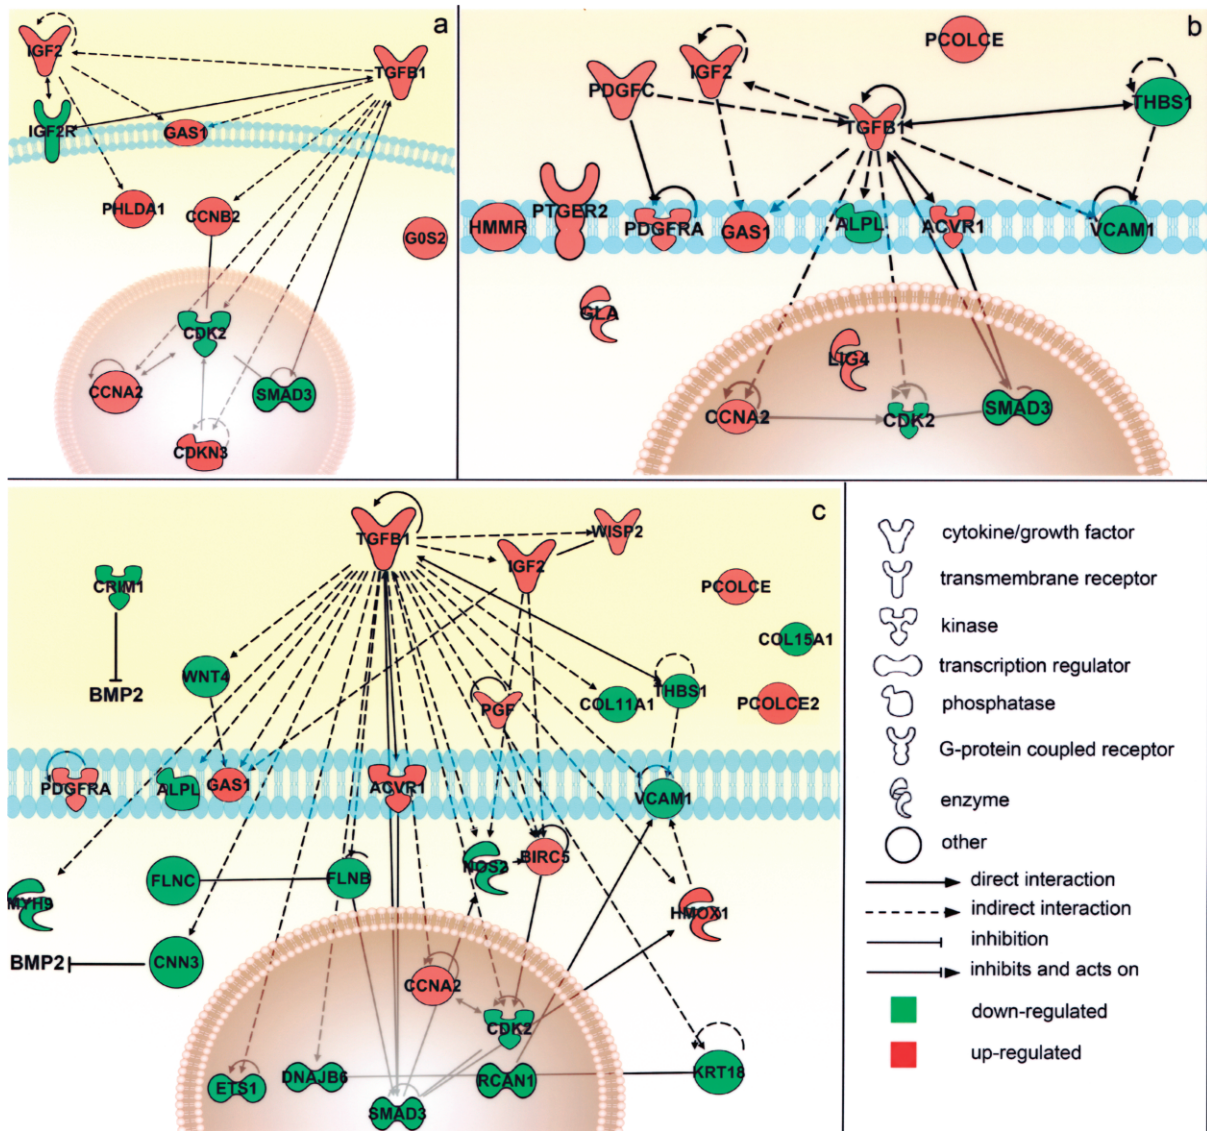 a
IGF2
TGFB1
IGF2R
GAS1
PHLDA1
CCNB2
G0S2
CDK2
CCNA2
SMAD3
CDKN3
b
PCOLCE
IGF2
PDGFC
THBS1
TGFB1
PTGER2
HMMR
PDGFRA
GAS1
ALPL
ACVR1
VCAM1
GLA
LIG4
CCNA2
CDK2
SMAD3
c
TGFB1
WISP2
IGF2
CRIM1
PCOLCE
COL15A1
WNT4
BMP2
THBS1
COL11A1
PGF
PCOLCE2
PDGFRA
ALPL
GAS1
ACVR1
VCAM1
FLNC
FLNB
NOS2
BIRC5
MYH9
HMOX1
BMP2
CNN3
CCNA2
CDK2
ETS1
DNAJB6
RCAN1
KRT18
SMAD3
cytokine/growth factor
transmembrane receptor
kinase
transcription regulator
phosphatase
G-protein coupled receptor
enzyme
other
direct interaction
indirect interaction
inhibition
inhibits and acts on
down-regulated
up-regulated